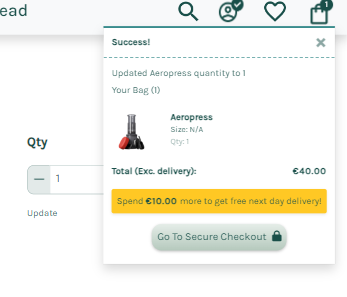 ead
1
Success!
Updated Aeropress quantity to 1
Your Bag (1)
Aeropress
Size: N/A
Qty: 1
Qty
1
Update
Total (Exc. delivery): €40.00
Spend €10.00 more to get free next day delivery!
Go To Secure Checkout